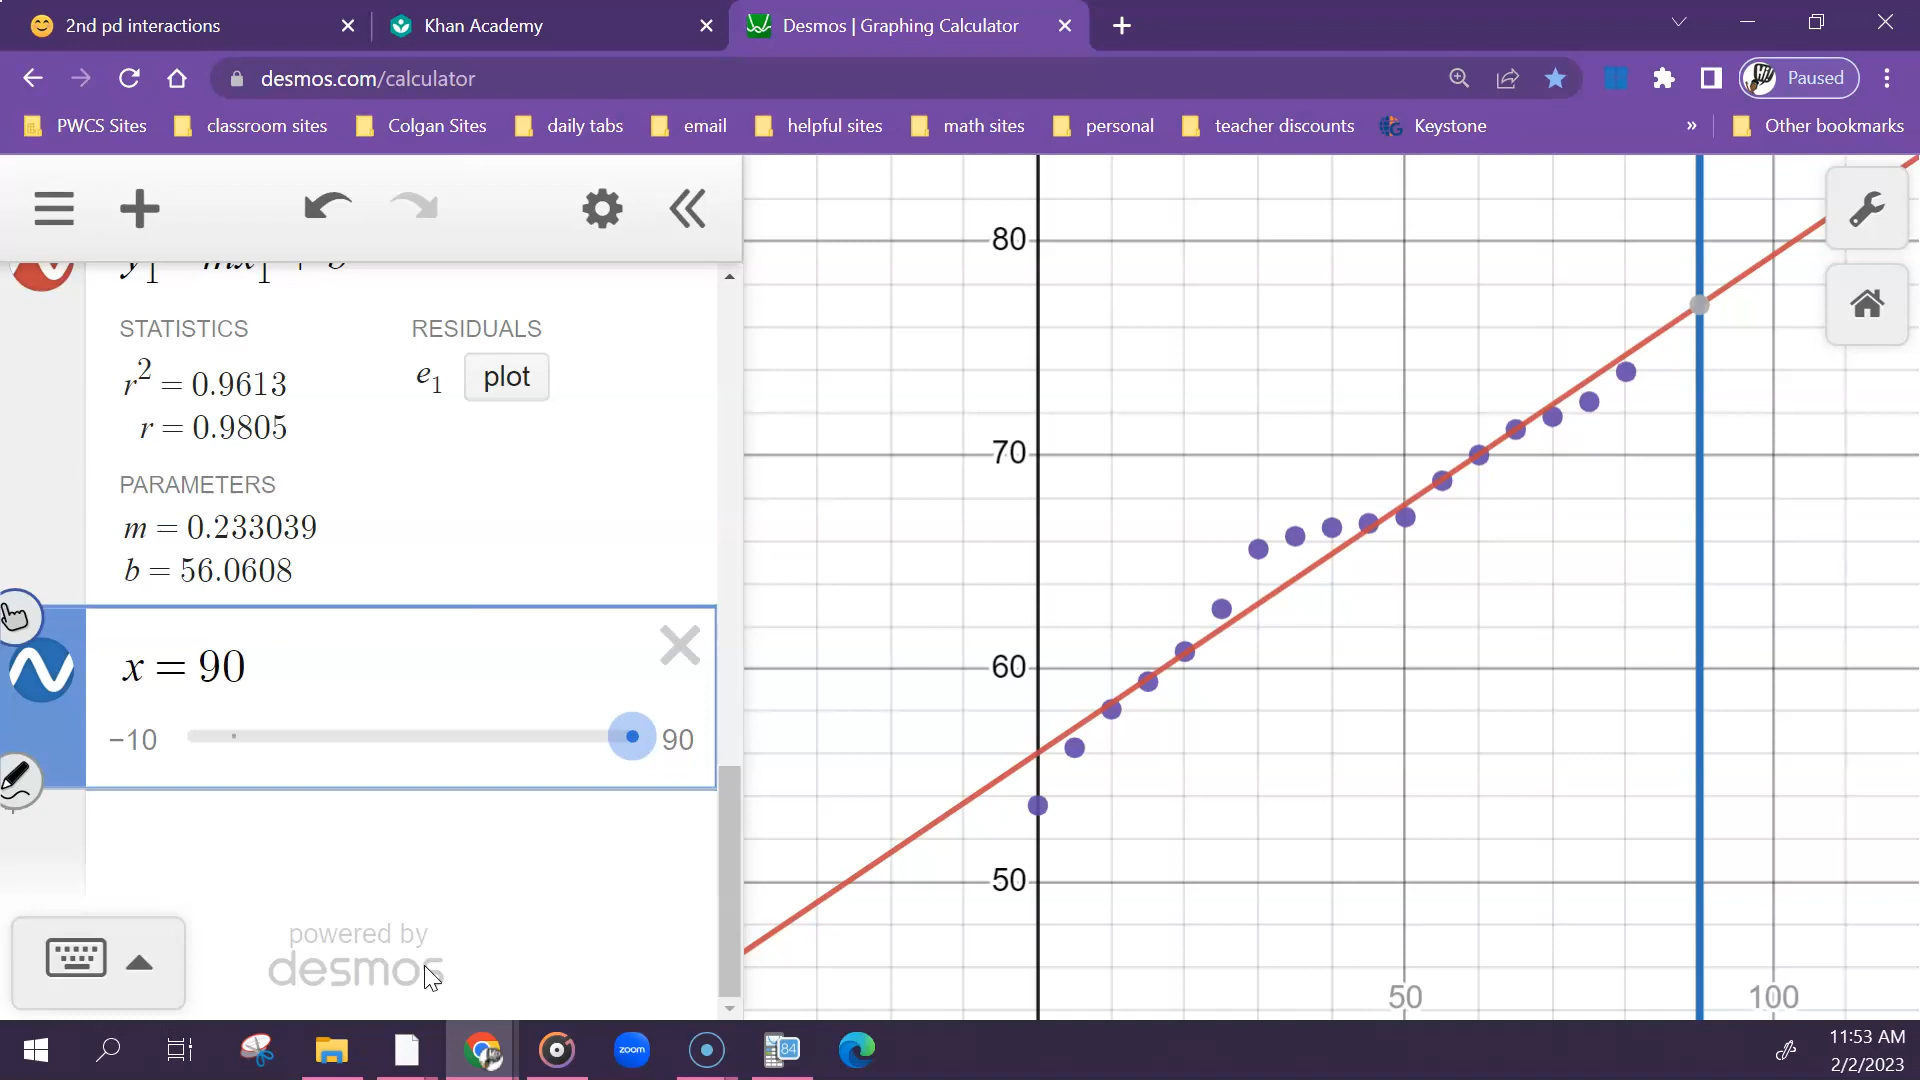 2nd pd interactions
Khan Academy
Desmos | Graphing Calculator
desmos.com/calculator
Paused
PWCS Sites
classroom sites
Colgan Sites
daily tabs
email
helpful sites
math sites
personal
teacher discounts
Keystone
»
Other bookmarks
STATISTICS
RESIDUALS
r² = 0.9613
e₁ plot
r = 0.9805
PARAMETERS
m = 0.233039
b = 56.0608
x = 90
−10
90
powered by
desmos
80
70
60
50
50
100
zoom
84
11:53 AM
2/2/2023